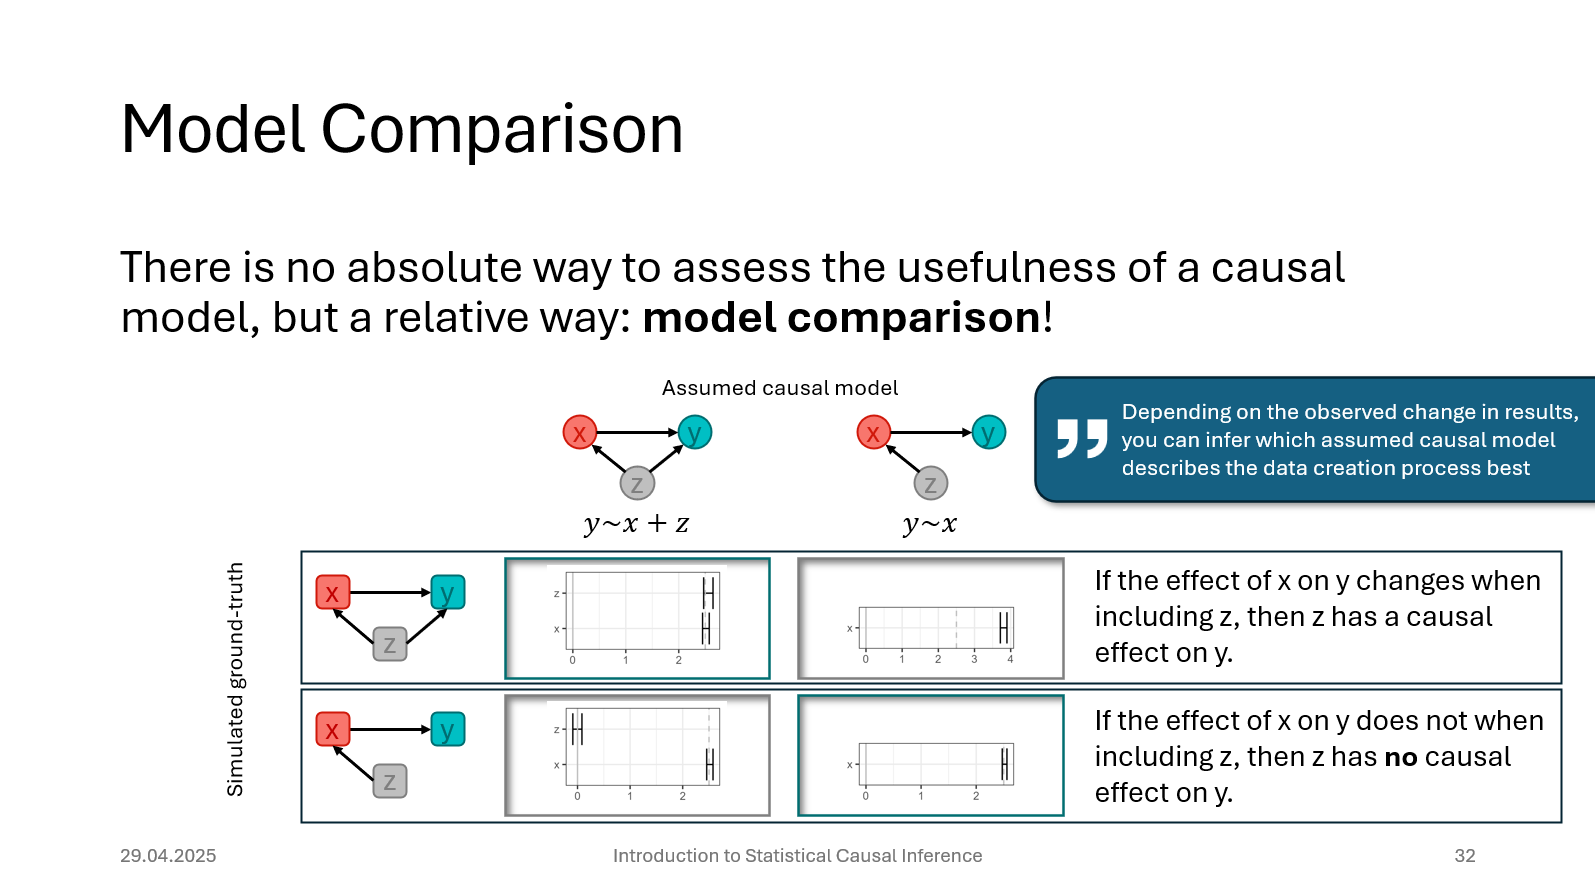 Model Comparison
There is no absolute way to assess the usefulness of a causal
model, but a relative way: model comparison!
Assumed causal model
x y x y
z z
y~x + z y~x
Depending on the observed change in results,
you can infer which assumed causal model
describes the data creation process best
Simulated ground-truth
x y
z
z
x
0 1 2
x
0 1 2 3 4
If the effect of x on y changes when
including z, then z has a causal
effect on y.
x y
z
z
x
0 1 2
x
0 1 2
If the effect of x on y does not when
including z, then z has no causal
effect on y.
29.04.2025 Introduction to Statistical Causal Inference 32